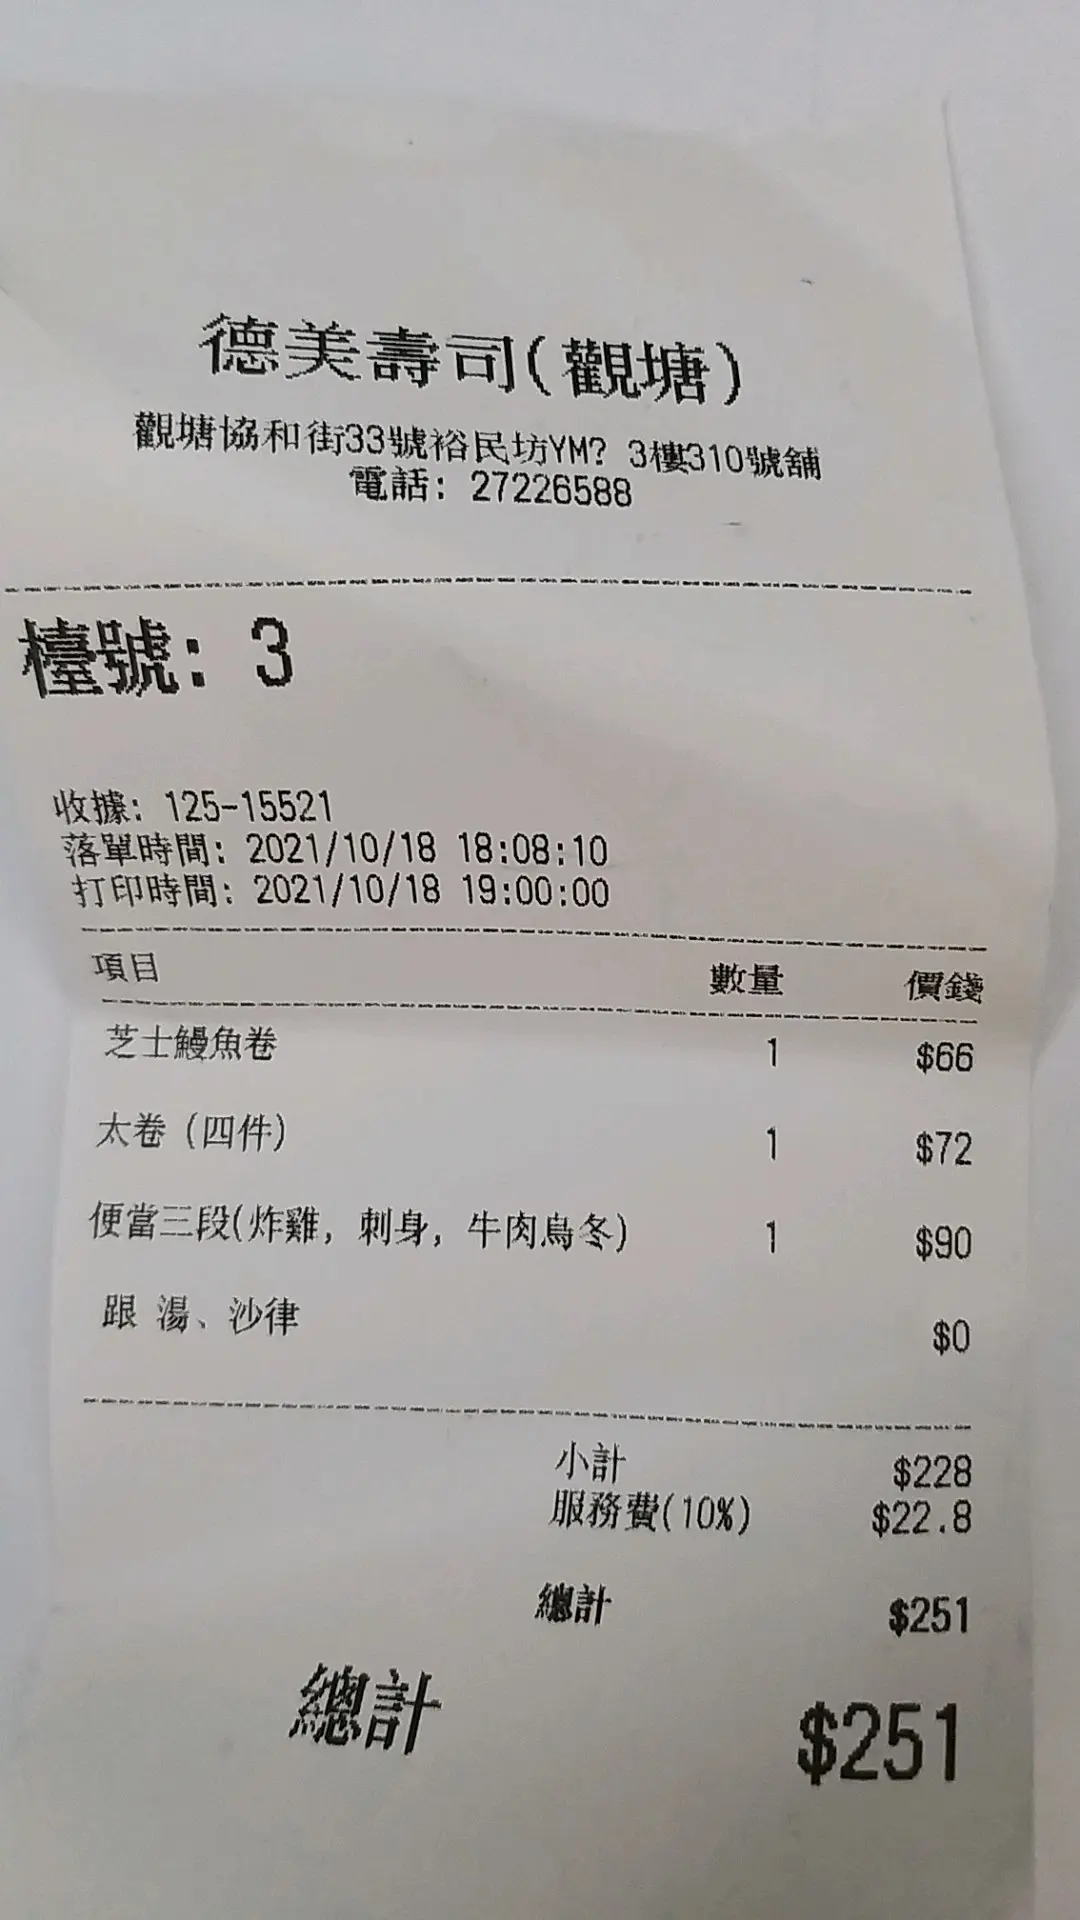 德美壽司(觀塘)
觀塘協和街33號裕民坊YM? 3樓310號舖
電話: 27226588
檯號: 3
收據: 125-15521
落單時間: 2021/10/18 18:08:10
打印時間: 2021/10/18 19:00:00
項目 數量 價錢
芝士鰻魚卷 1 $66
太卷 (四件) 1 $72
便當三段(炸雞, 刺身, 牛肉烏冬) 1 $90
跟 湯、沙律 $0
小計 $228
服務費(10%) $22.8
總計 $251
總計 $251